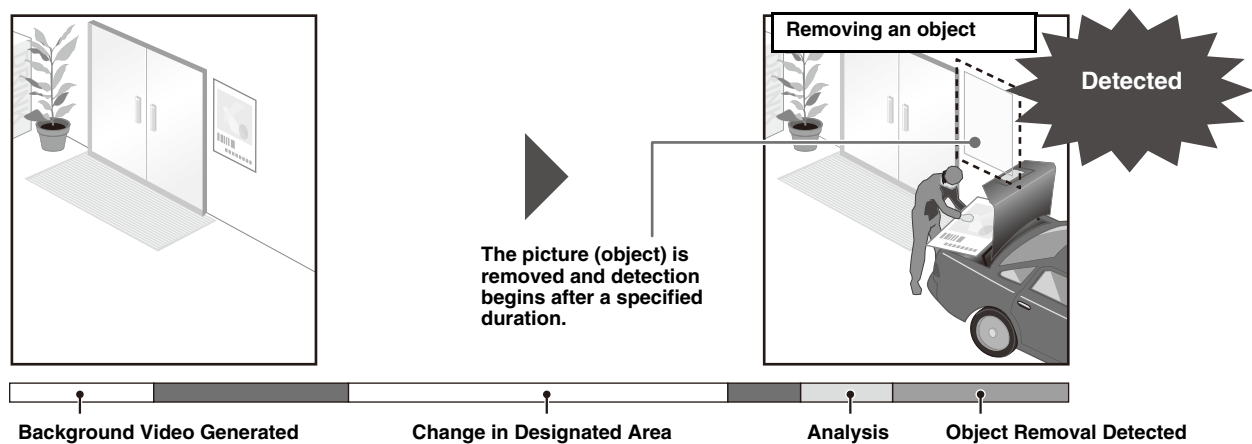 Removing an object
Detected
The picture (object) is
removed and detection
begins after a specified
duration.
Background Video Generated
Change in Designated Area
Analysis
Object Removal Detected